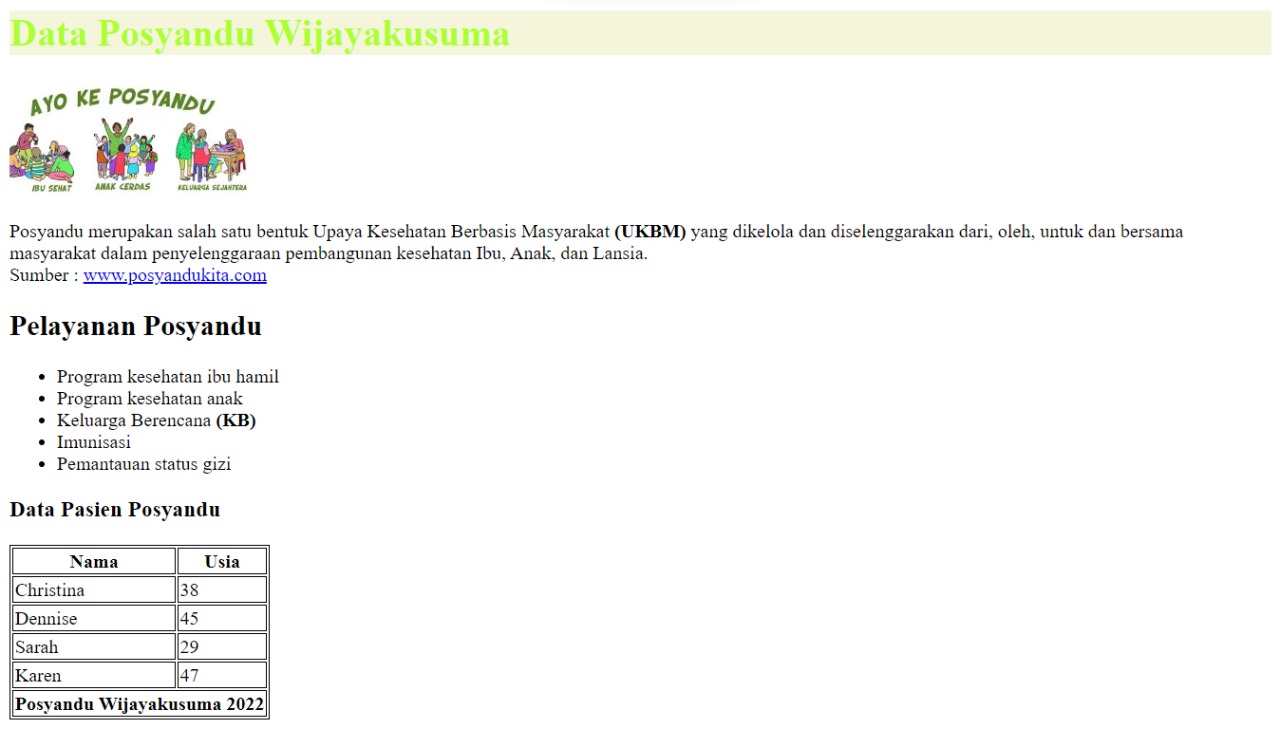 Data Posyandu Wijayakusuma
AYO KE POSYANDU
IBU SEHAT ANAK CERDAS KELUARGA SEJAHTERA
Posyandu merupakan salah satu bentuk Upaya Kesehatan Berbasis Masyarakat (UKBM) yang dikelola dan diselenggarakan dari, oleh, untuk dan bersama
masyarakat dalam penyelenggaraan pembangunan kesehatan Ibu, Anak, dan Lansia.
Sumber : www.posyandukita.com
Pelayanan Posyandu
• Program kesehatan ibu hamil
• Program kesehatan anak
• Keluarga Berencana (KB)
• Imunisasi
• Pemantauan status gizi
Data Pasien Posyandu
Nama Usia
Christina 38
Dennise 45
Sarah 29
Karen 47
Posyandu Wijayakusuma 2022